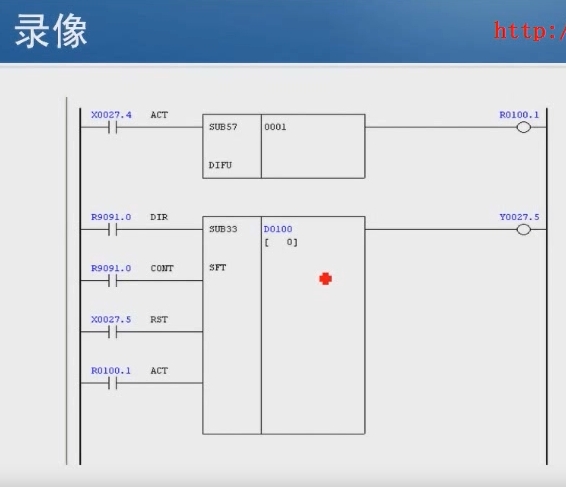 录像
http:/
X0027.4 ACT R0100.1
SUB57 0001
DIFU
R9091.0 DIR Y0027.5
SUB33 D0100
[ 0]
R9091.0 CONT SFT
X0027.5 RST
R0100.1 ACT